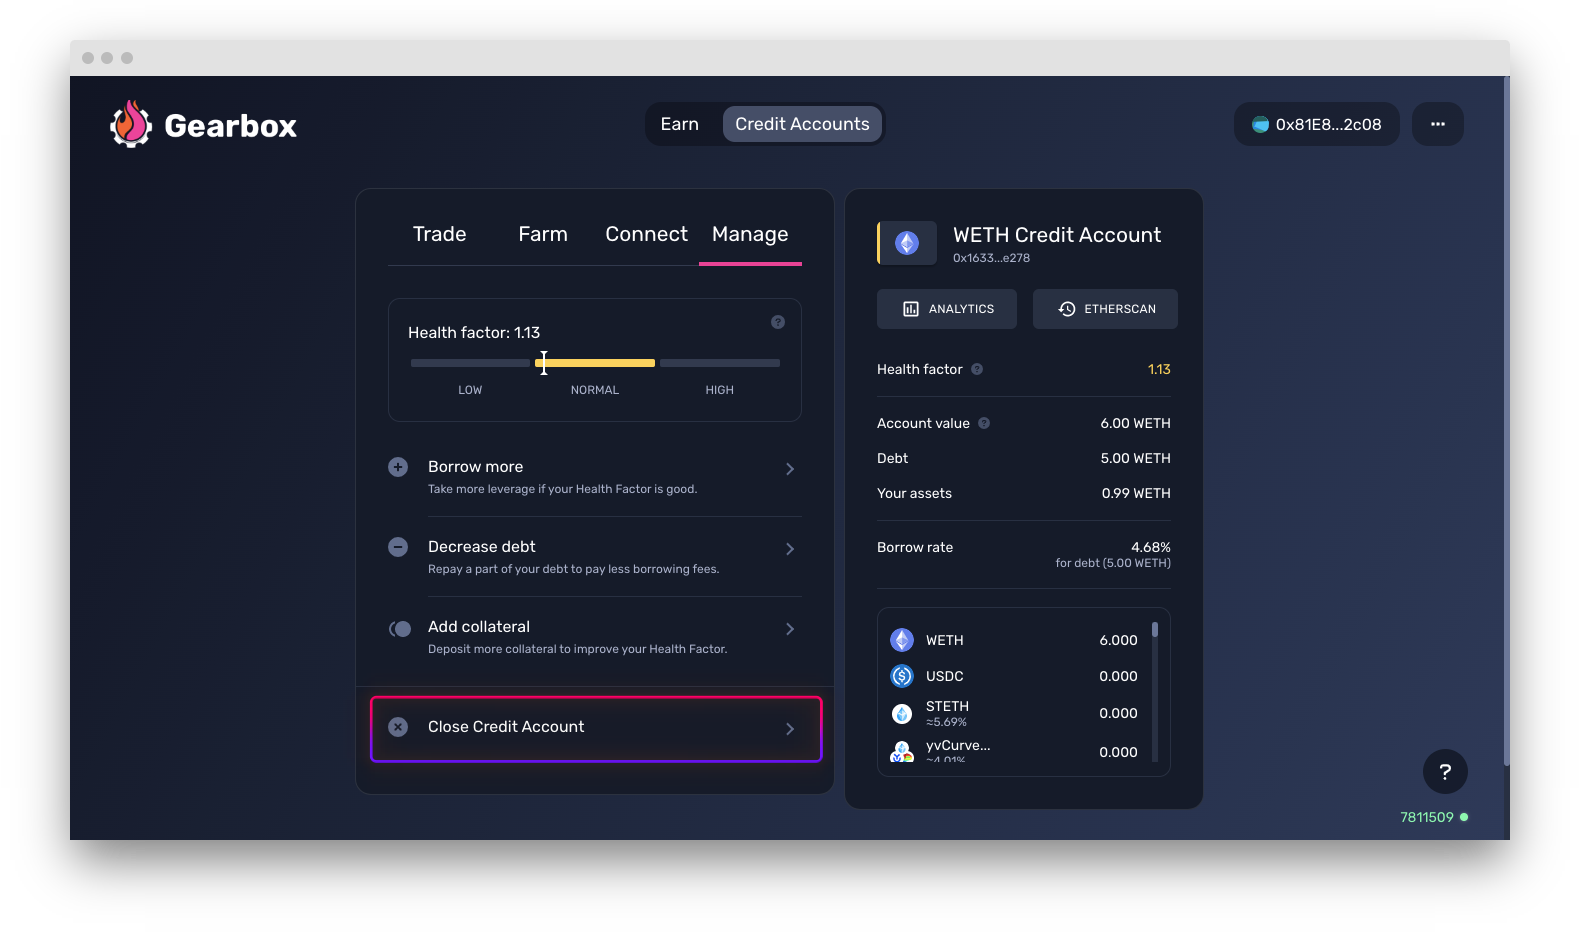 Gearbox
Earn
Credit Accounts
0x81E8...2c08
...
Trade
Farm
Connect
Manage
Health factor: 1.13
?
LOW
NORMAL
HIGH
Borrow more
Take more leverage if your Health Factor is good.
Decrease debt
Repay a part of your debt to pay less borrowing fees.
Add collateral
Deposit more collateral to improve your Health Factor.
Close Credit Account
WETH Credit Account
0x1633...e278
ANALYTICS
ETHERSCAN
Health factor ? 1.13
Account value ? 6.00 WETH
Debt 5.00 WETH
Your assets 0.99 WETH
Borrow rate 4.68%
for debt (5.00 WETH)
WETH 6.000
USDC 0.000
STETH 0.000
≈5.69%
yvCurve... 0.000
≈4.01%
?
7811509